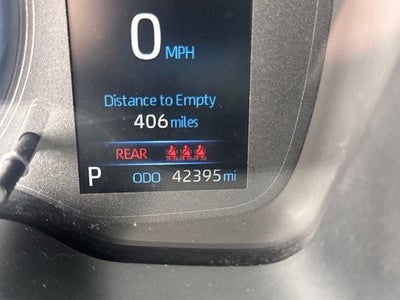 0 MPH
Distance to Empty
406 miles
REAR
P ODO 42395 mi